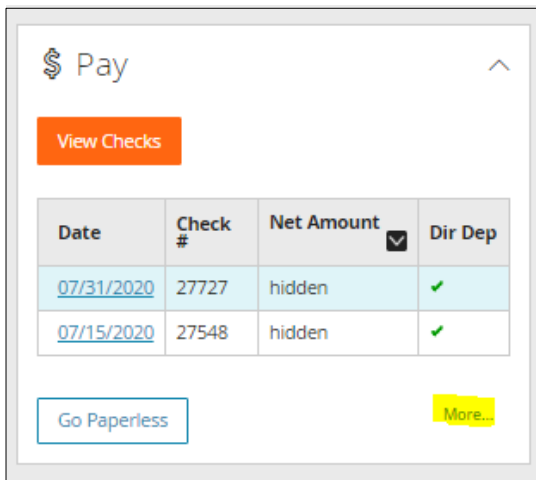 $ Pay
View Checks
Date Check # Net Amount Dir Dep
07/31/2020 27727 hidden ✔
07/15/2020 27548 hidden ✔
Go Paperless More...